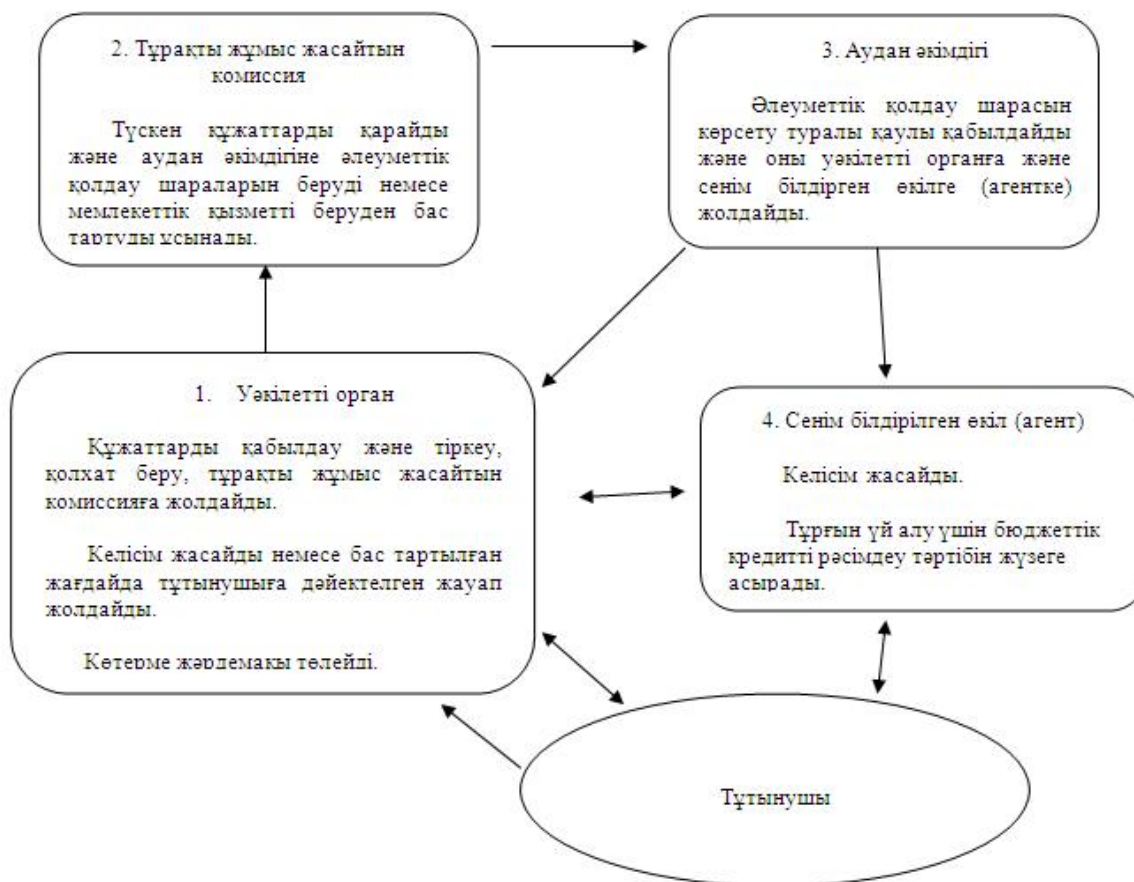 2. Тұрақты жұмыс жасайтын
комиссия
Түскен құжаттарды қарайды
және аудан әкімдігіне әлеуметтік
қолдау шараларын беруді немесе
мемлекеттік қызметті беруден бас
тартуды ұсынады.
3. Аудан әкімдігі
Әлеуметтік қолдау шарасын
көрсету туралы қаулы қабылдайды
және оны уәкілетті органға және
сенім білдірген өкілге (агентке)
жолдайды.
1. Уәкілетті орган
Құжаттарды қабылдау және тіркеу,
қолхат беру, тұрақты жұмыс жасайтын
комиссияға жолдайды.
Келісім жасайды немесе бас тартылған
жағдайда тұтынушыға дәйектелген жауап
жолдайды.
Көтерме жәрдемақы төлейді.
4. Сенім білдірілген өкіл (агент)
Келісім жасайды.
Тұрғын үй алу үшін бюджеттік
кредитті рәсімдеу тәртібін жүзеге
асырады.
Тұтынушы